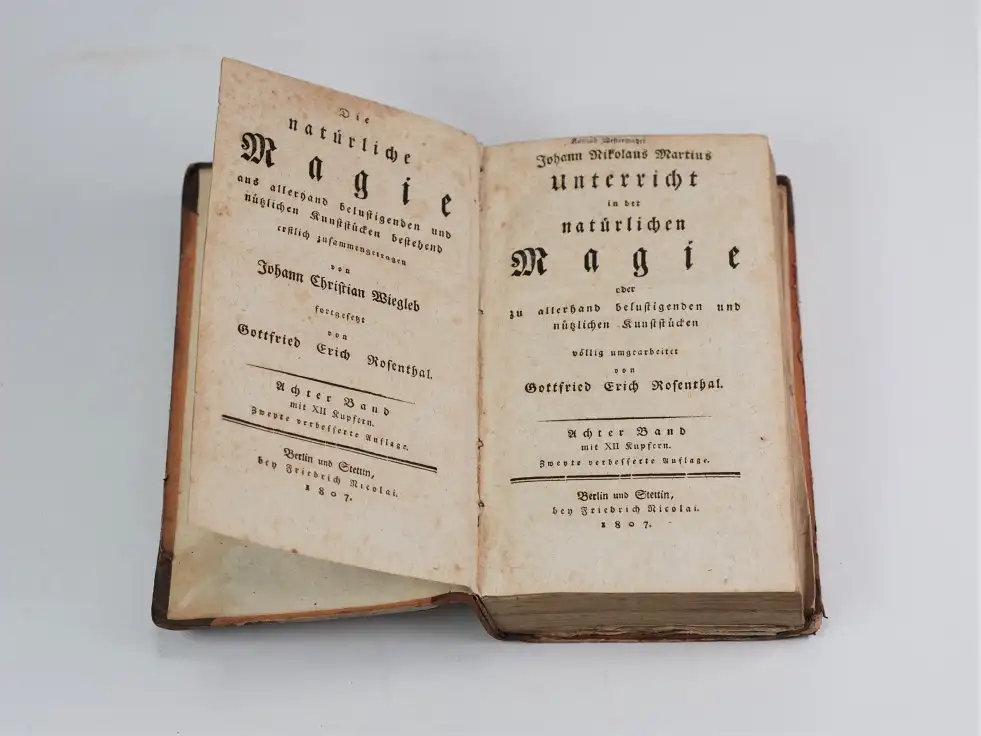 Die
natürliche
Magie
aus allerhand belustigenden und
nützlichen Kunststücken bestehend
erstlich zusammengetragen
von
Johann Christian Wiegleb
fortgesetzt
von
Gottfried Erich Rosenthal.
Achter Band
mit XII Kupfern.
Zweyte verbesserte Auflage.
Berlin und Stettin,
bey Friedrich Nicolai.
1807.
Johann Nikolaus Martius
Unterricht
in der
natürlichen
Magie
oder
zu allerhand belustigenden und
nützlichen Kunststücken
völlig umgearbeitet
von
Gottfried Erich Rosenthal.
Achter Band
mit XII Kupfern.
Zweyte verbesserte Auflage.
Berlin und Stettin,
bey Friedrich Nicolai.
1807.